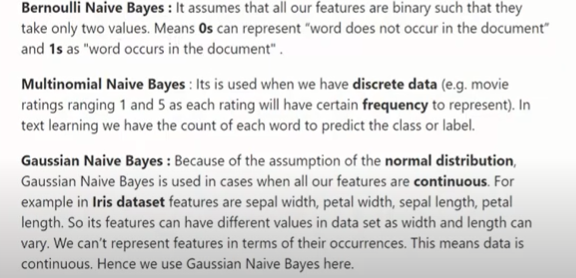 Bernoulli Naive Bayes : It assumes that all our features are binary such that they
take only two values. Means 0s can represent "word does not occur in the document"
and 1s as "word occurs in the document" .
Multinomial Naive Bayes : Its is used when we have discrete data (e.g. movie
ratings ranging 1 and 5 as each rating will have certain frequency to represent). In
text learning we have the count of each word to predict the class or label.
Gaussian Naive Bayes : Because of the assumption of the normal distribution,
Gaussian Naive Bayes is used in cases when all our features are continuous. For
example in Iris dataset features are sepal width, petal width, sepal length, petal
length. So its features can have different values in data set as width and length can
vary. We can't represent features in terms of their occurrences. This means data is
continuous. Hence we use Gaussian Naive Bayes here.